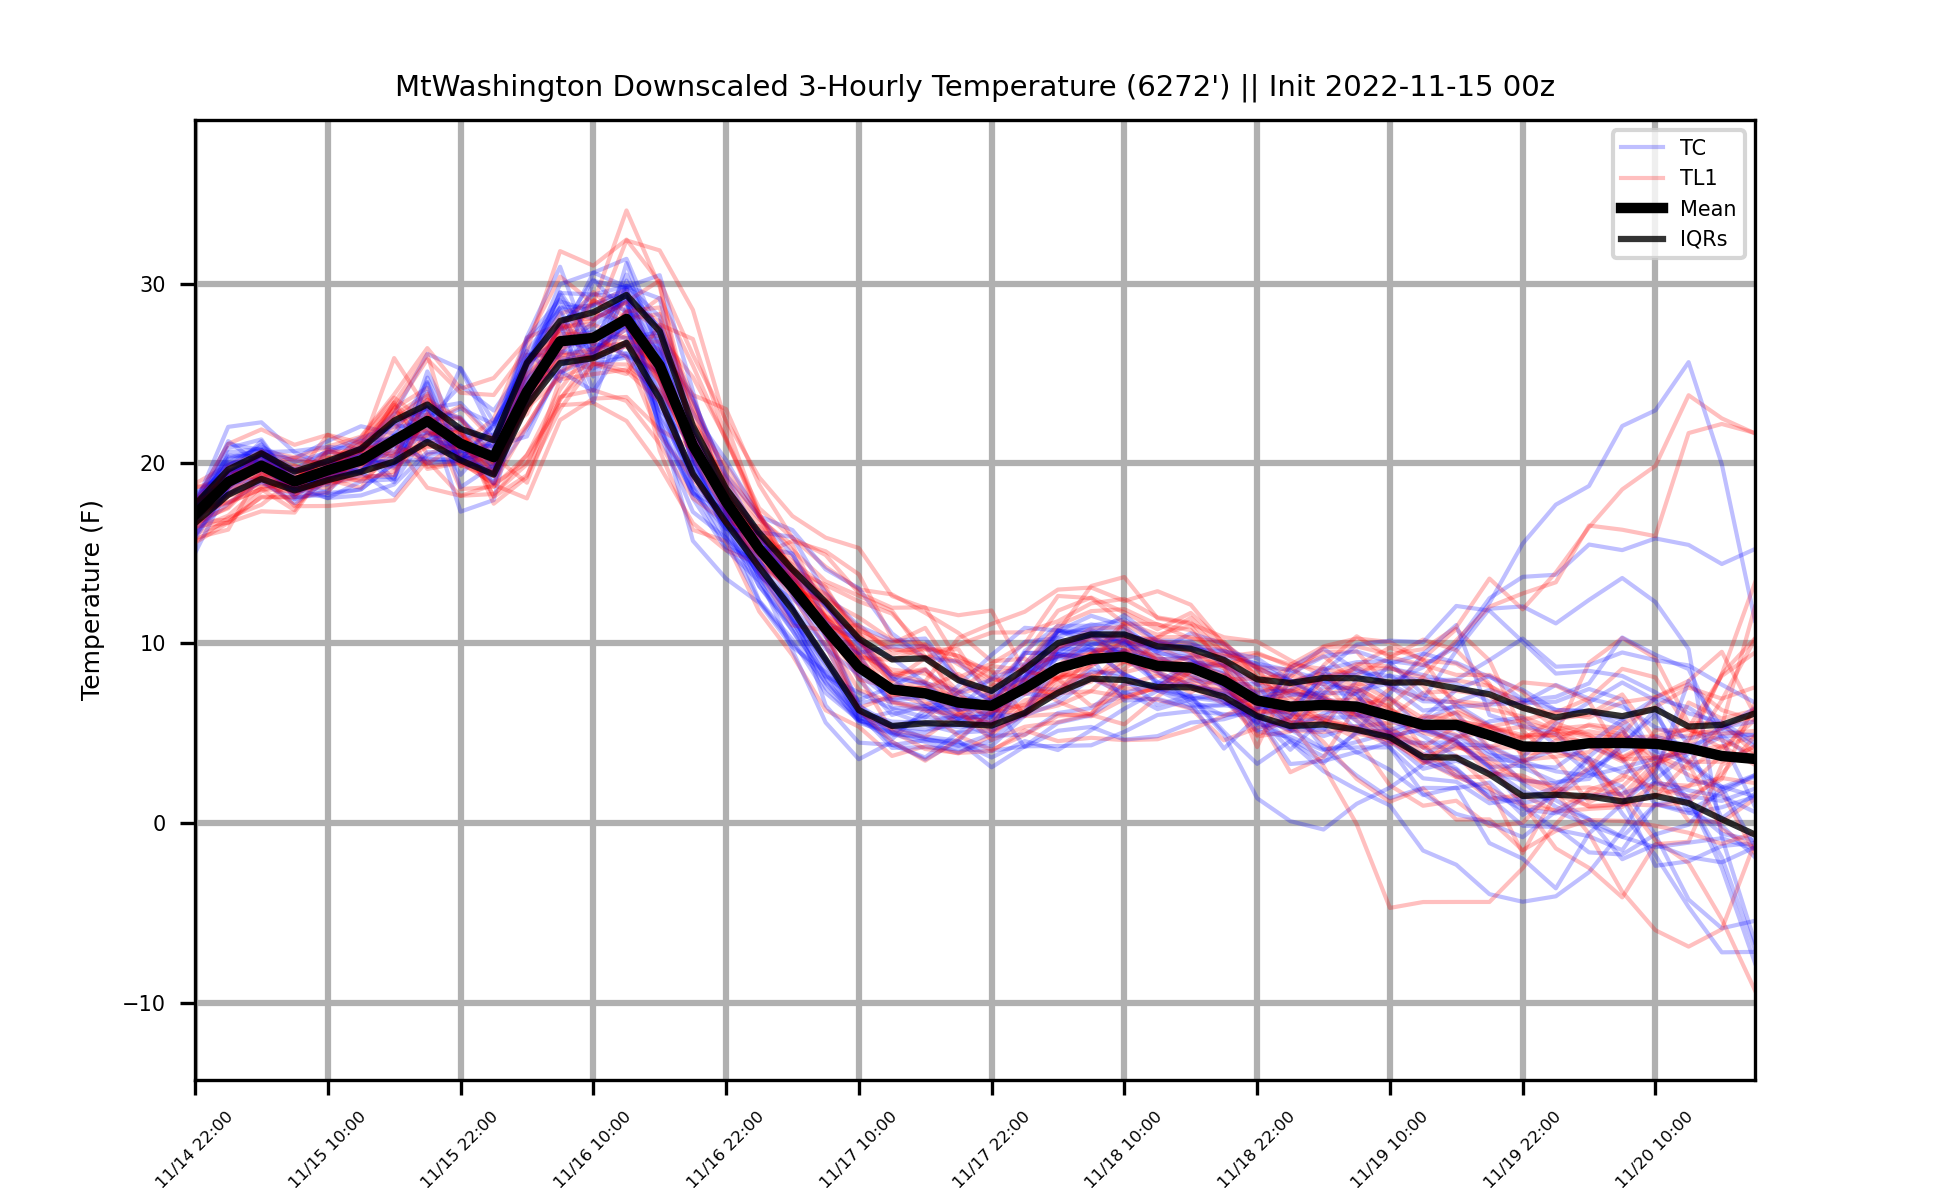 MtWashington Downscaled 3-Hourly Temperature (6272') || Init 2022-11-15 00z
TC
TL1
Mean
IQRs
Temperature (F)
30
20
10
0
−10
11/14 22:00
11/15 10:00
11/15 22:00
11/16 10:00
11/16 22:00
11/17 10:00
11/17 22:00
11/18 10:00
11/18 22:00
11/19 10:00
11/19 22:00
11/20 10:00